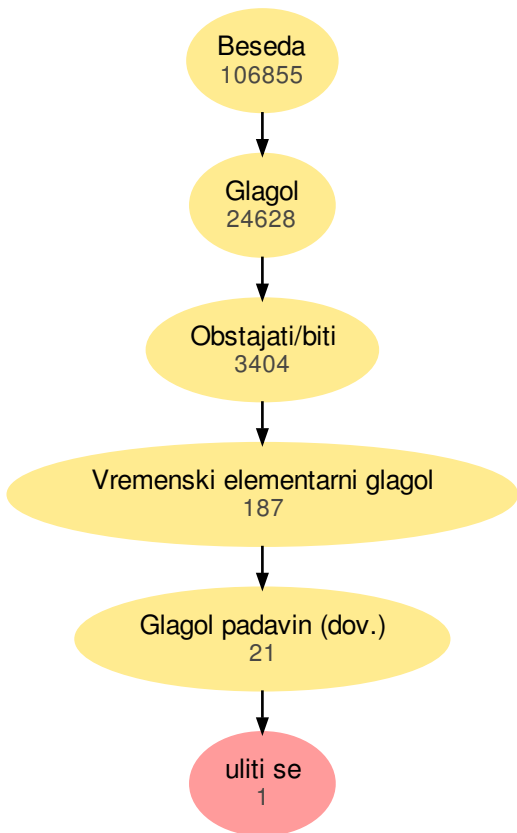 Beseda
106855
Glagol
24628
Obstajati/biti
3404
Vremenski elementarni glagol
187
Glagol padavin (dov.)
21
uliti se
1